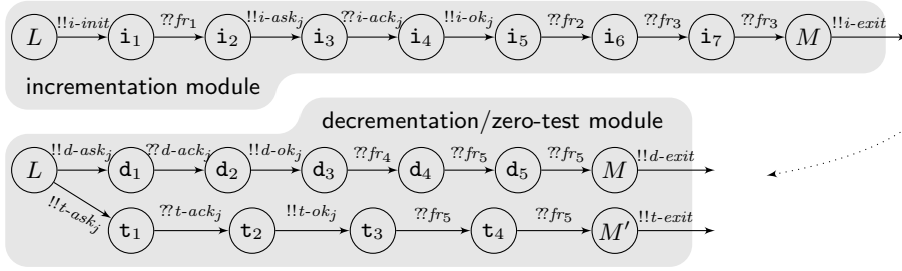 !!i-init ??fr1 !!i-askj ??i-ackj !!i-okj ??fr2 ??fr3 ??fr3 !!i-exit
L i1 i2 i3 i4 i5 i6 i7 M
incrementation module
decrementation/zero-test module
!!d-askj ??d-ackj !!d-okj ??fr4 ??fr5 ??fr5 !!d-exit
L d1 d2 d3 d4 d5 M
!!t-askj ??t-ackj !!t-okj ??fr5 ??fr5 !!t-exit
t1 t2 t3 t4 M′